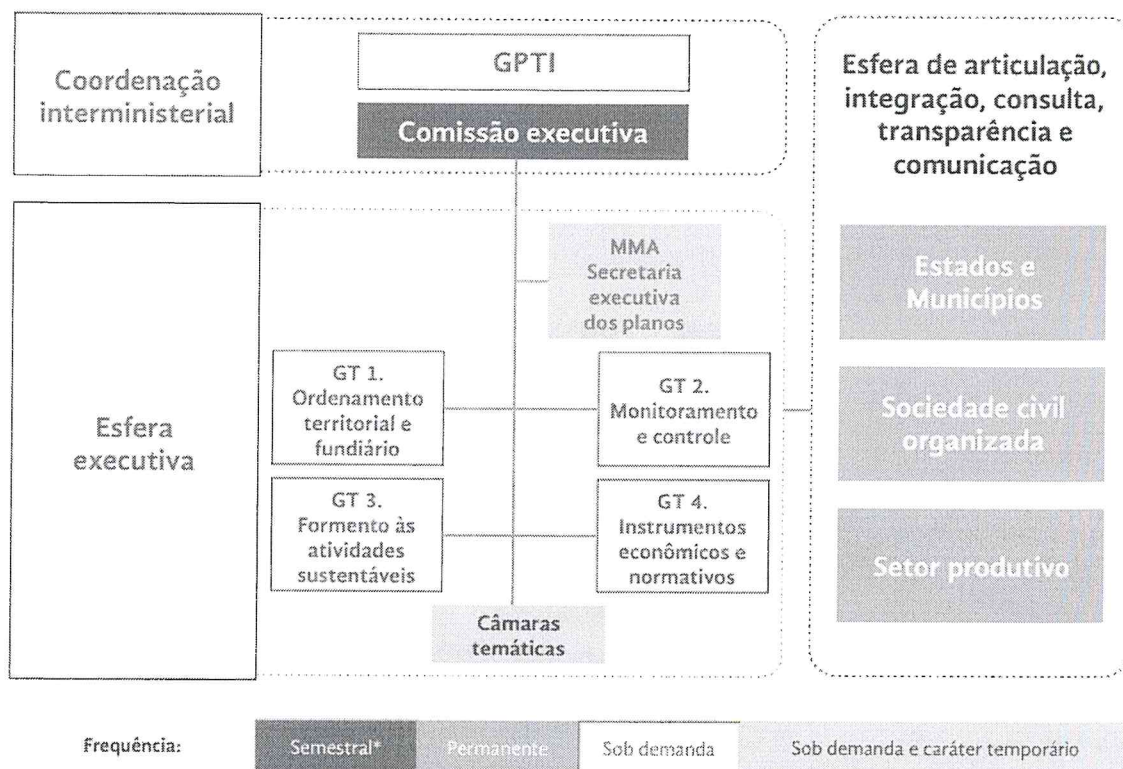 Coordenação
interministerial
GPTI
Comissão executiva
Esfera
executiva
MMA
Secretaria
executiva
dos planos
GT 1.
Ordenamento
territorial e
fundiário
GT 2.
Monitoramento
e controle
GT 3.
Formento às
atividades
sustentáveis
GT 4.
Instrumentos
econômicos e
normativos
Câmaras
temáticas
Esfera de articulação,
integração, consulta,
transparência e
comunicação
Estados e
Municípios
Sociedade civil
organizada
Setor produtivo
Frequência:
Semestral*
Permanente
Sob demanda
Sob demanda e caráter temporário